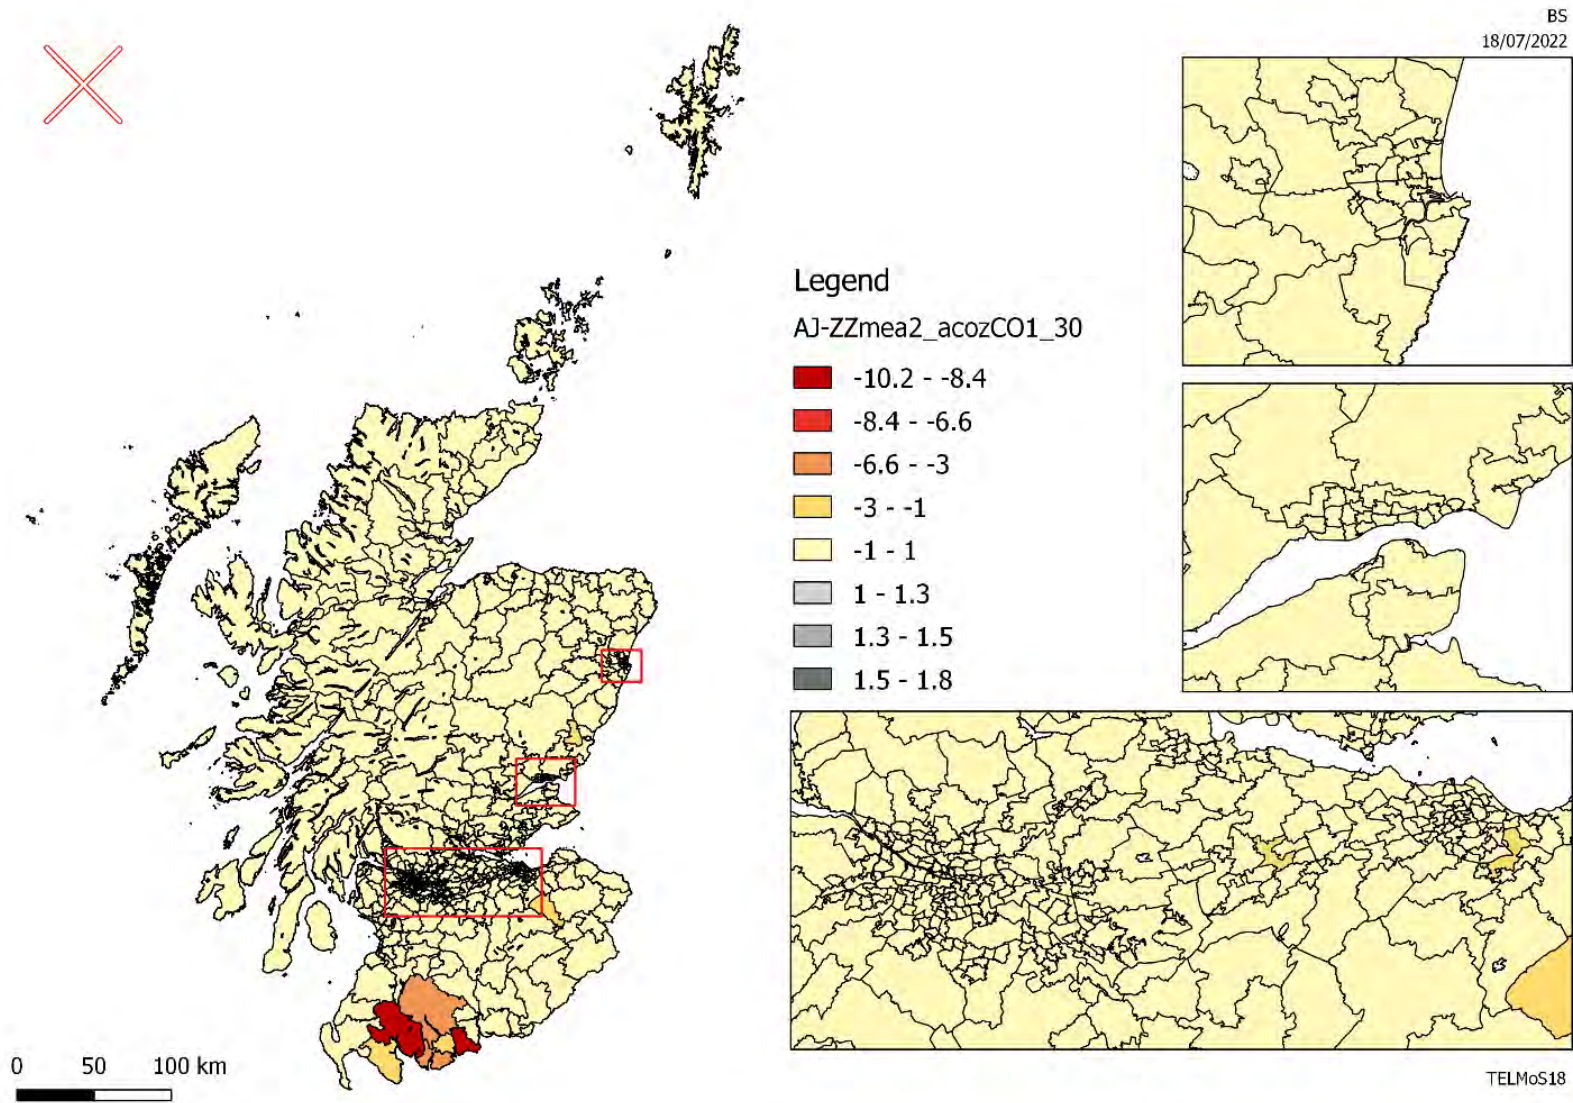 BS
18/07/2022
Legend
AJ-ZZmea2_acozCO1_30
-10.2 - -8.4
-8.4 - -6.6
-6.6 - -3
-3 - -1
-1 - 1
1 - 1.3
1.3 - 1.5
1.5 - 1.8
0 50 100 km
TELMoS18